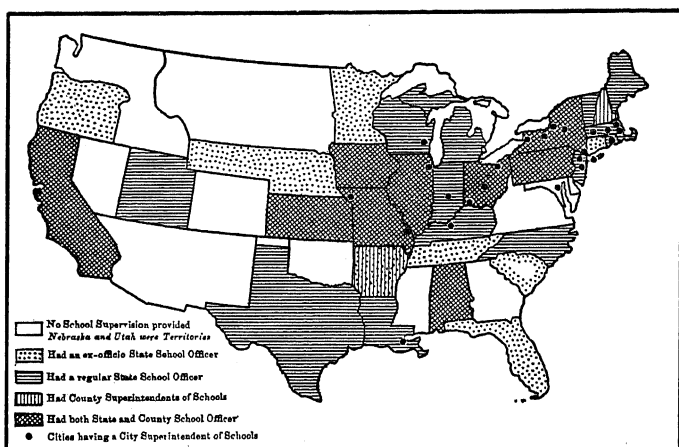 No School Supervision provided
Nebraska and Utah were Territories
Had an ex-officio State School Officer
Had a regular State School Officer
Had County Superintendents of Schools
Had both State and County School Officer
Cities having a City Superintendent of Schools